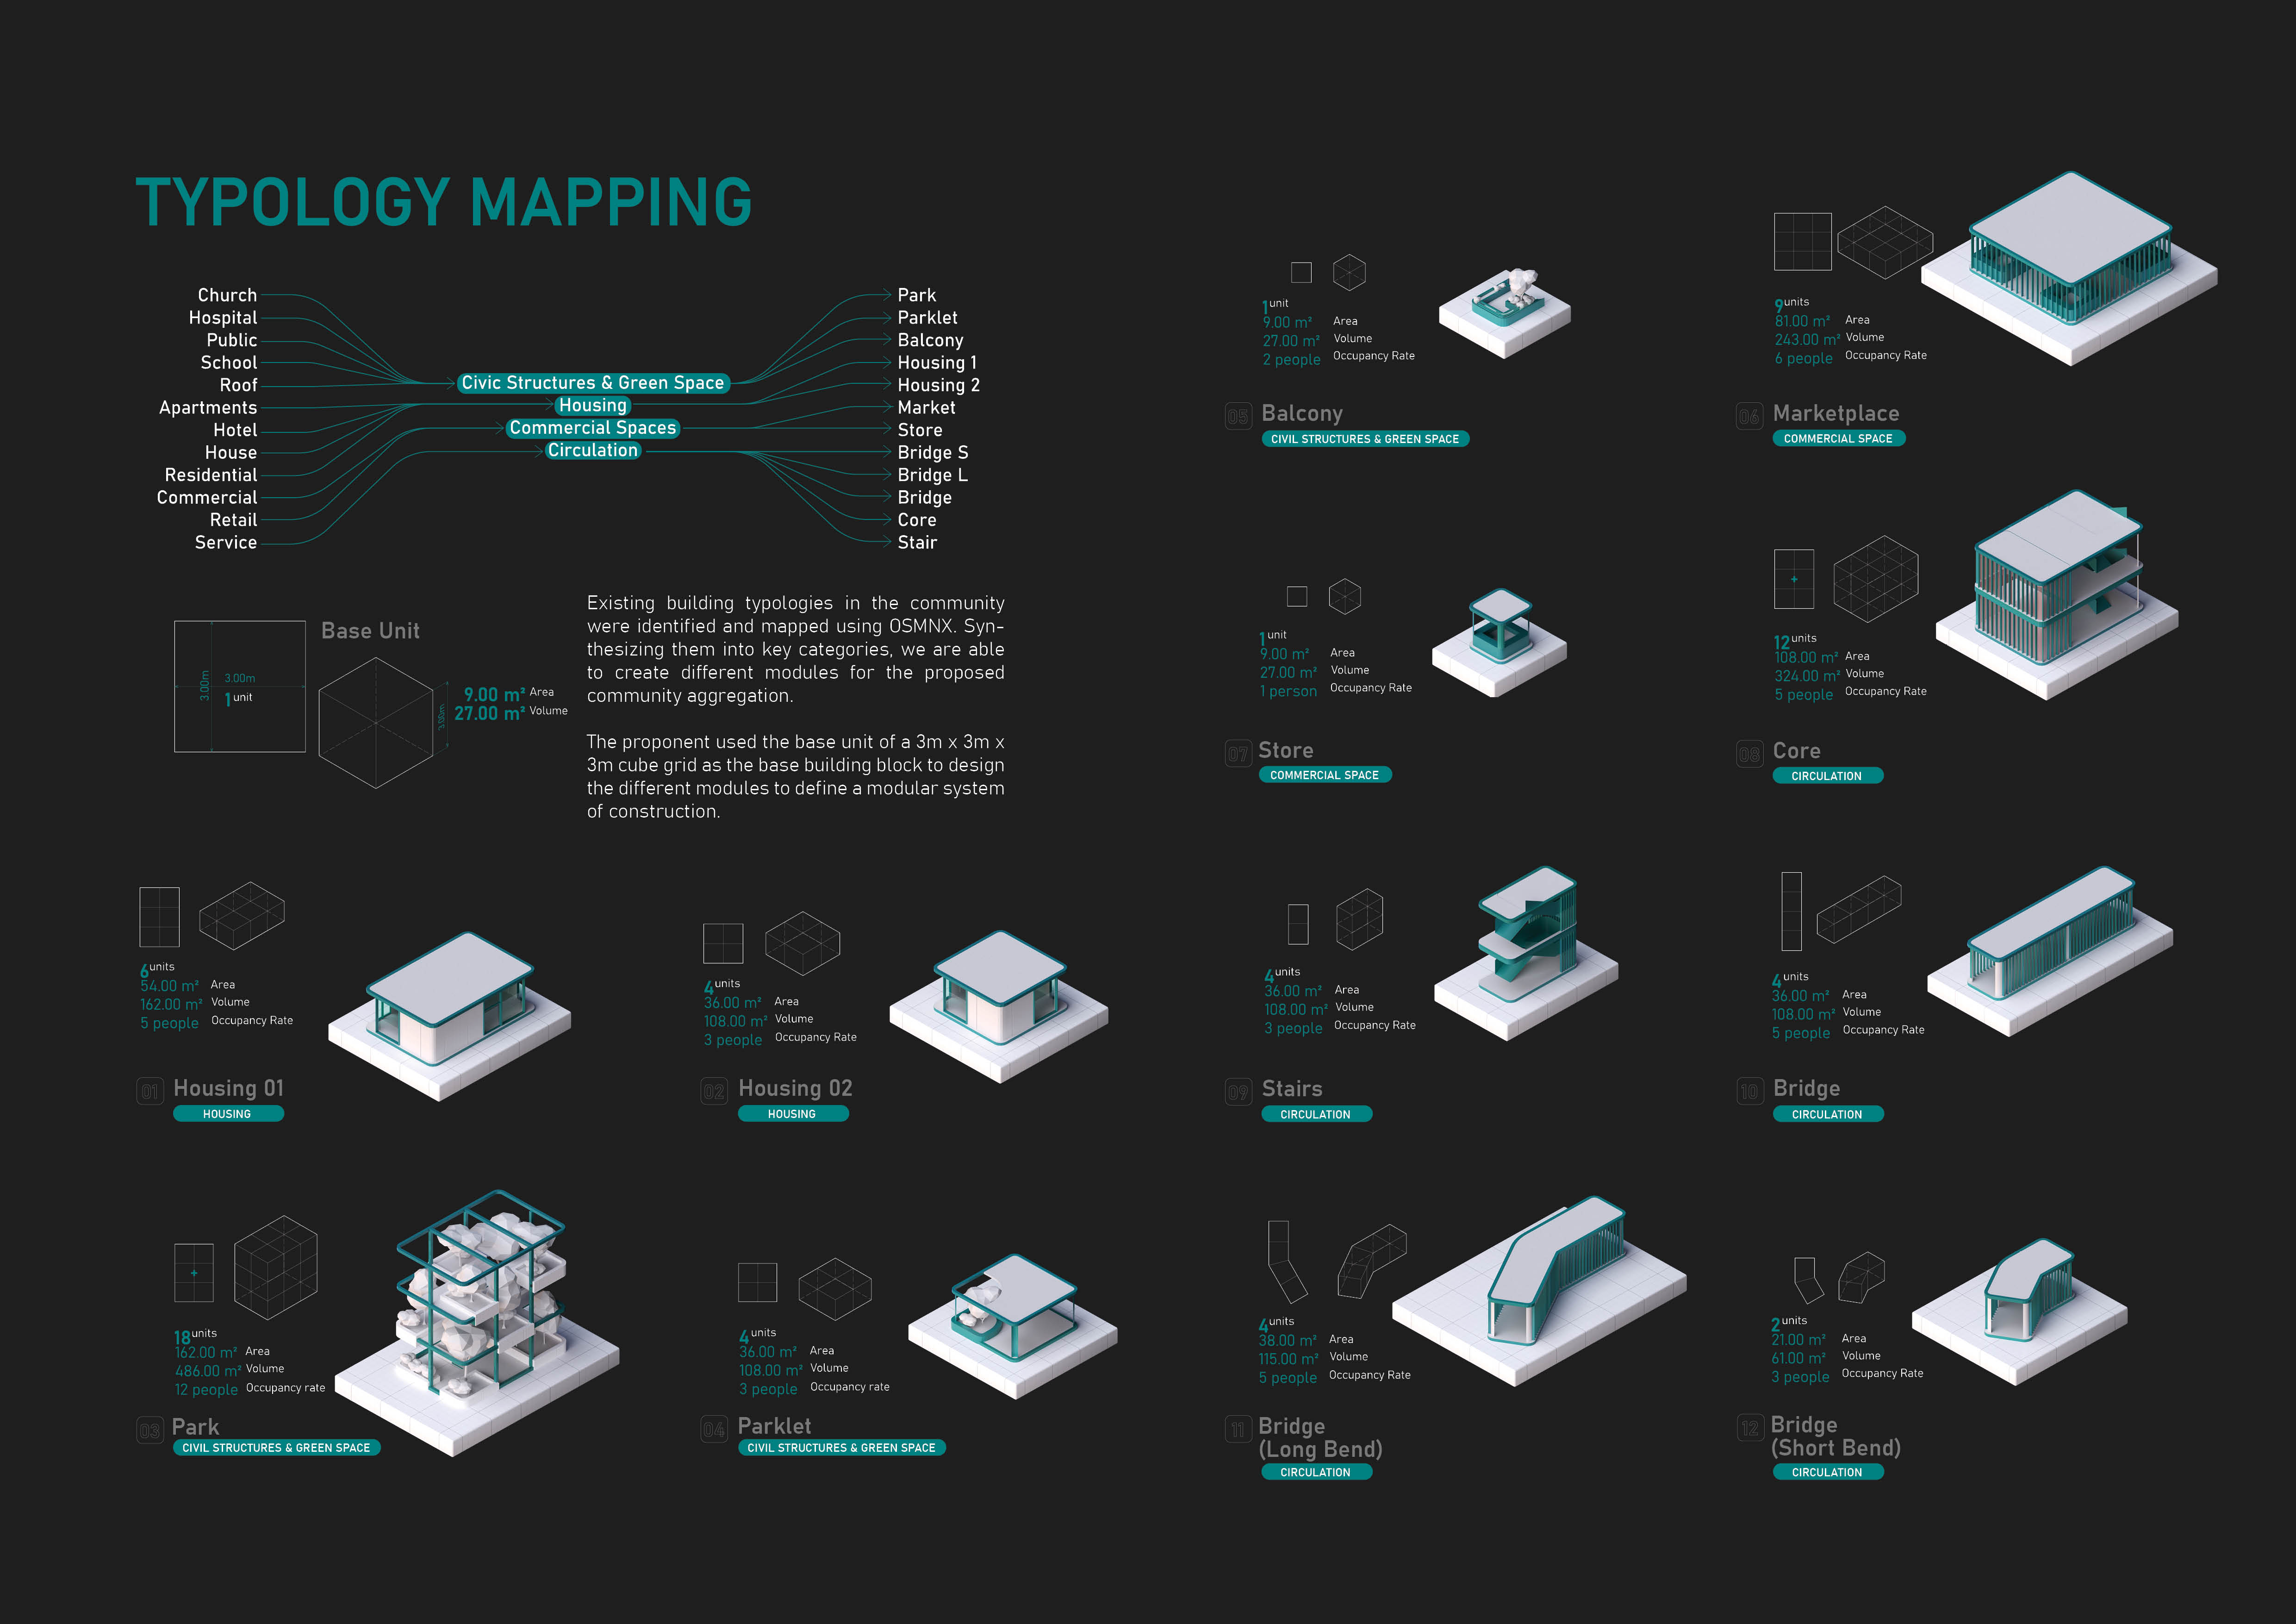 TYPOLOGY MAPPING
Church
Hospital
Public
School
Roof
Apartments
Hotel
House
Residential
Commercial
Retail
Service
Civic Structures & Green Space
Housing
Commercial Spaces
Circulation
Park
Parklet
Balcony
Housing 1
Housing 2
Market
Store
Bridge S
Bridge L
Bridge
Core
Stair
Base Unit
3.00m
3.00m
1 unit
3.00m
9.00 m² Area
27.00 m² Volume
Existing building typologies in the community
were identified and mapped using OSMNX. Syn-
thesizing them into key categories, we are able
to create different modules for the proposed
community aggregation.
The proponent used the base unit of a 3m x 3m x
3m cube grid as the base building block to design
the different modules to define a modular system
of construction.
6 units
54.00 m² Area
162.00 m² Volume
5 people Occupancy Rate
01 Housing 01
HOUSING
4 units
36.00 m² Area
108.00 m² Volume
3 people Occupancy Rate
02 Housing 02
HOUSING
18 units
162.00 m² Area
486.00 m² Volume
12 people Occupancy rate
03 Park
CIVIL STRUCTURES & GREEN SPACE
4 units
36.00 m² Area
108.00 m² Volume
3 people Occupancy rate
04 Parklet
CIVIL STRUCTURES & GREEN SPACE
1 unit
9.00 m² Area
27.00 m² Volume
2 people Occupancy Rate
05 Balcony
CIVIL STRUCTURES & GREEN SPACE
9 units
81.00 m² Area
243.00 m² Volume
6 people Occupancy Rate
06 Marketplace
COMMERCIAL SPACE
1 unit
9.00 m² Area
27.00 m² Volume
1 person Occupancy Rate
07 Store
COMMERCIAL SPACE
12 units
108.00 m² Area
324.00 m² Volume
5 people Occupancy Rate
08 Core
CIRCULATION
4 units
36.00 m² Area
108.00 m² Volume
3 people Occupancy Rate
09 Stairs
CIRCULATION
4 units
36.00 m² Area
108.00 m² Volume
5 people Occupancy Rate
10 Bridge
CIRCULATION
4 units
38.00 m² Area
115.00 m² Volume
5 people Occupancy Rate
11 Bridge
(Long Bend)
CIRCULATION
2 units
21.00 m² Area
61.00 m² Volume
3 people Occupancy Rate
12 Bridge
(Short Bend)
CIRCULATION